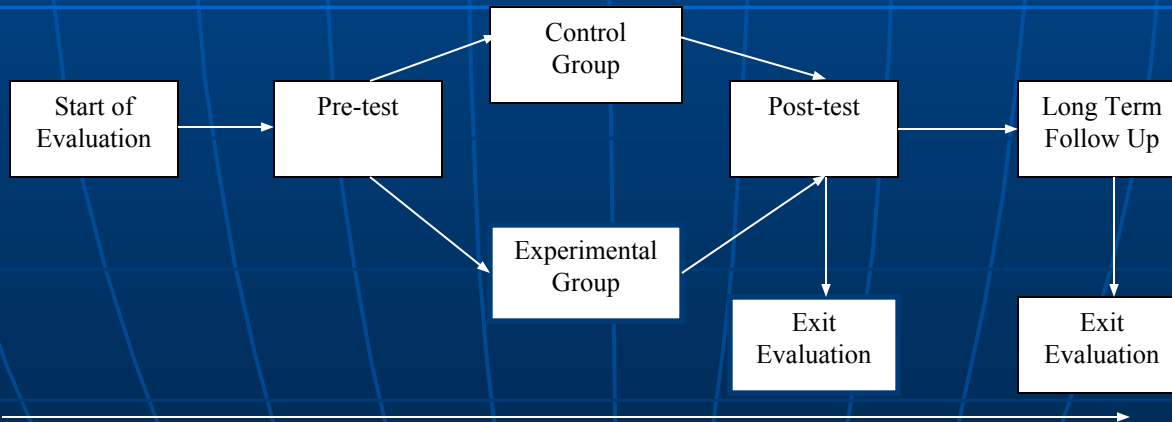 Control
Group
Start of
Evaluation
Pre-test
Post-test
Long Term
Follow Up
Experimental
Group
Exit
Evaluation
Exit
Evaluation